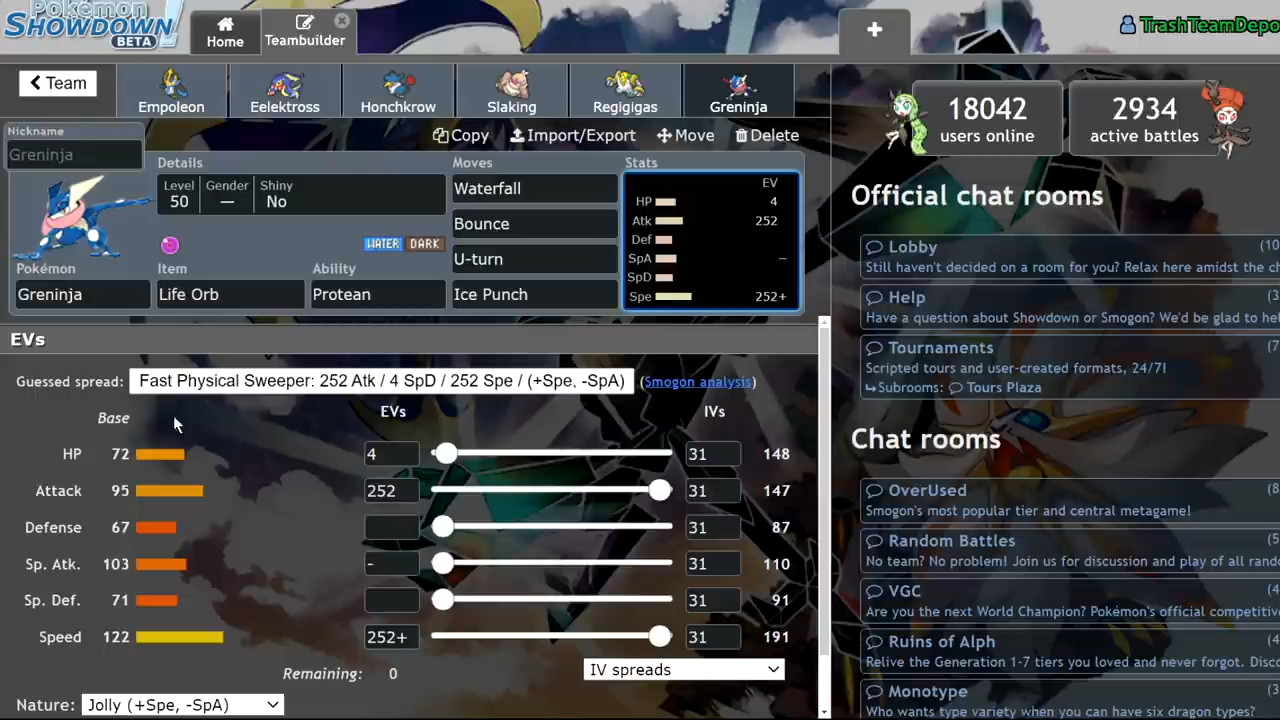 Pokémon
SHOWDOWN!
BETA
Home
Teambuilder
+
TrashTeamDepo
< Team
Empoleon
Eelektross
Honchkrow
Slaking
Regigigas
Greninja
Nickname
Greninja
Copy
Import/Export
Move
Delete
Details
Level
50
Gender
—
Shiny
No
WATER
DARK
Pokémon
Greninja
Item
Life Orb
Ability
Protean
Moves
Waterfall
Bounce
U-turn
Ice Punch
Stats
EV
HP 4
Atk 252
Def
SpA –
SpD
Spe 252+
18042
users online
2934
active battles
EVs
Guessed spread: Fast Physical Sweeper: 252 Atk / 4 SpD / 252 Spe / (+Spe, -SpA) (Smogon analysis)
Base EVs IVs
HP 72 4 31 148
Attack 95 252 31 147
Defense 67 31 87
Sp. Atk. 103 - 31 110
Sp. Def. 71 31 91
Speed 122 252+ 31 191
Remaining: 0
IV spreads
Nature: Jolly (+Spe, -SpA)
Official chat rooms
Lobby (10
Still haven't decided on a room for you? Relax here amidst the ch
Help (3
Have a question about Showdown or Smogon? We'd be glad to hel
Tournaments (7
Scripted tours and user-created formats, 24/7!
Subrooms: Tours Plaza
Chat rooms
OverUsed (8
Smogon's most popular tier and central metagame!
Random Battles (5
No team? No problem! Join us for discussion and play of all rando
VGC (4
Are you the next World Champion? Pokémon's official competitive
Ruins of Alph (4
Relive the Generation 1-7 tiers you loved and never forgot. Disc
Monotype (3
Who wants type variety when you can have six dragon types?